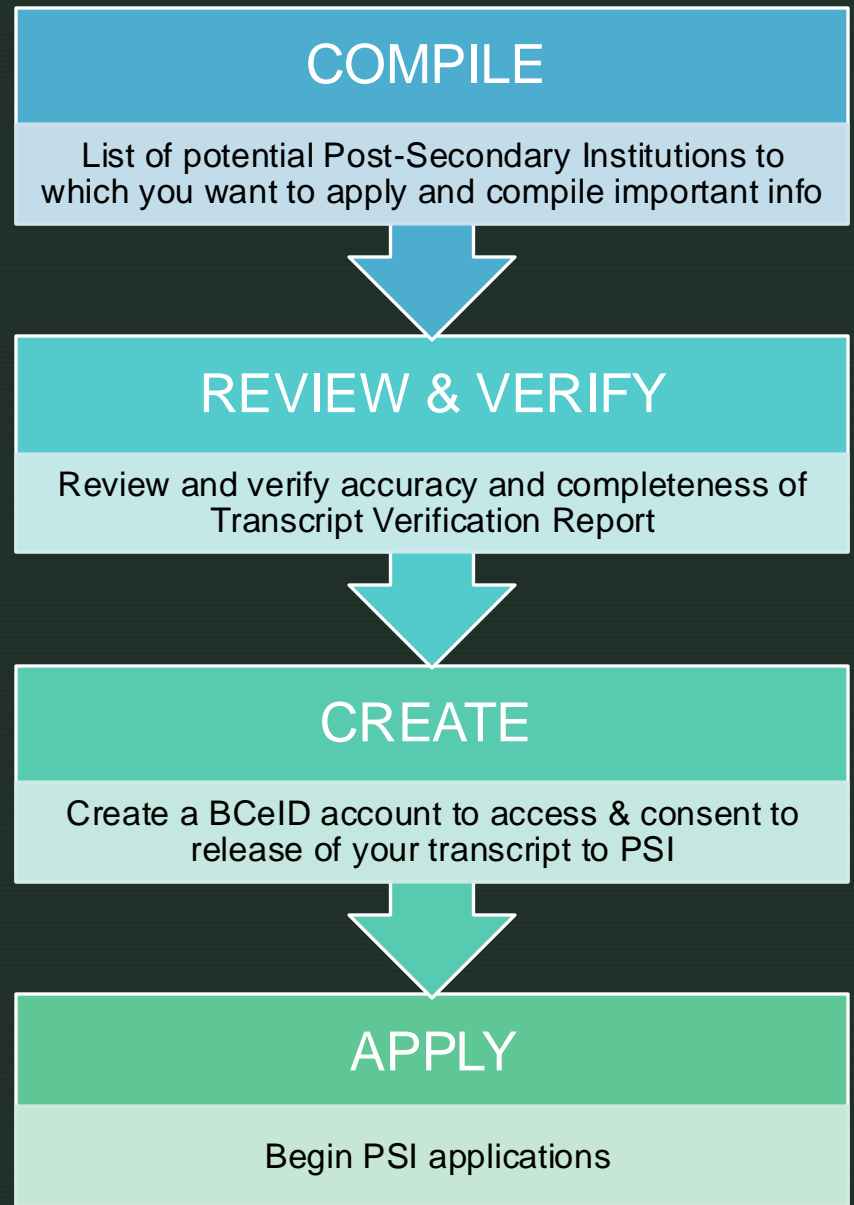 COMPILE
List of potential Post-Secondary Institutions to
which you want to apply and compile important info
REVIEW & VERIFY
Review and verify accuracy and completeness of
Transcript Verification Report
CREATE
Create a BCeID account to access & consent to
release of your transcript to PSI
APPLY
Begin PSI applications